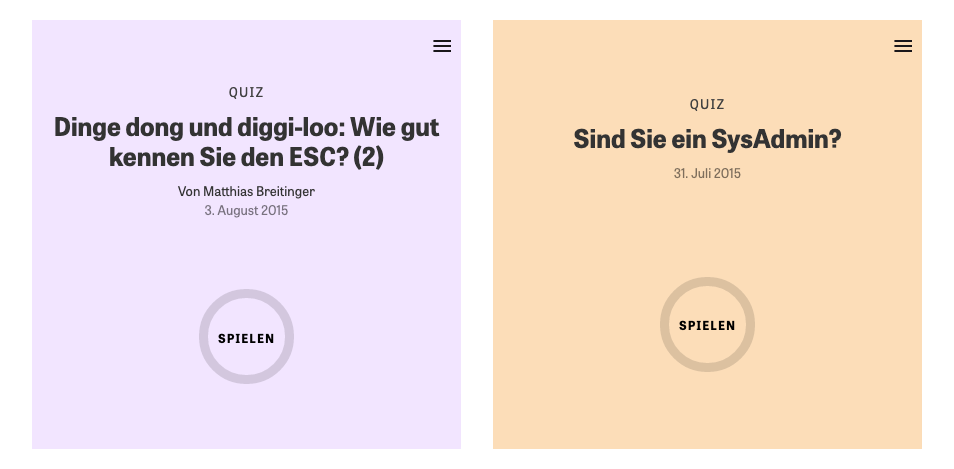 QUIZ
Dinge dong und diggi-loo: Wie gut
kennen Sie den ESC? (2)
Von Matthias Breitinger
3. August 2015
SPIELEN
QUIZ
Sind Sie ein SysAdmin?
31. Juli 2015
SPIELEN